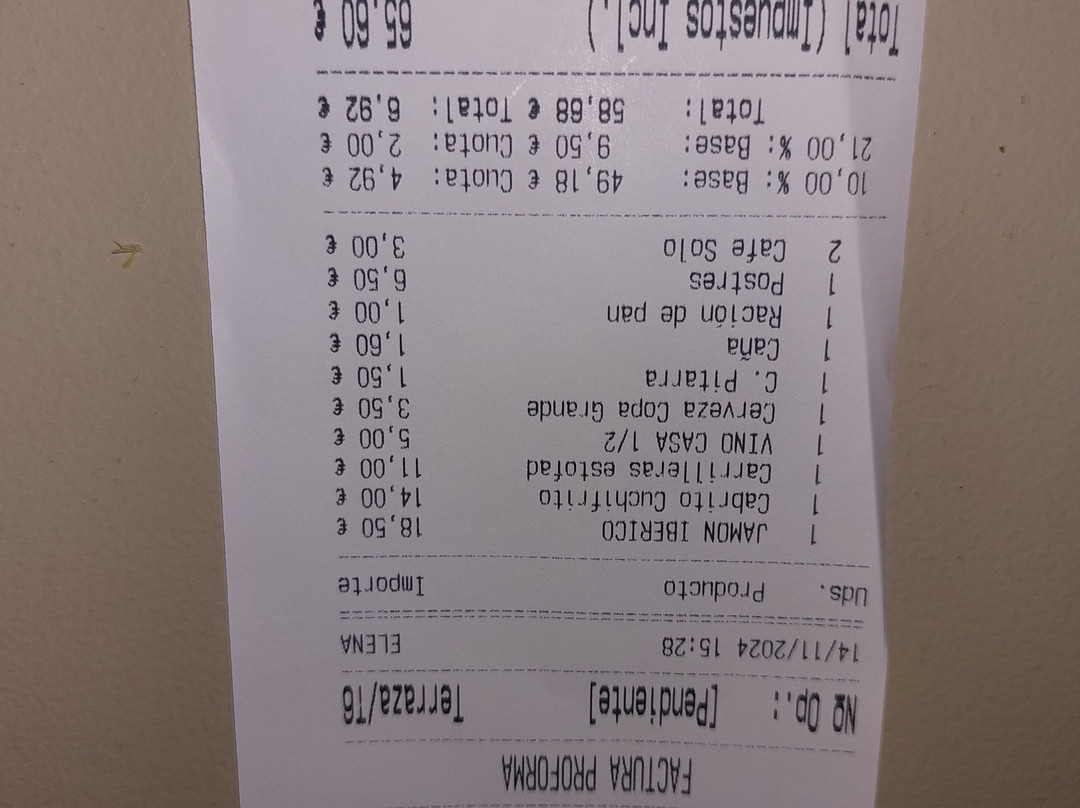 FACTURA PROFORMA
Nº Op.: [Pendiente] Terraza/T6
14/11/2024 15:28 ELENA
Uds. Producto Importe
1 JAMON IBERICO 18,50 €
1 Cabrito Cuchifrito 14,00 €
1 Carrilleras estofad 11,00 €
1 VINO CASA 1/2 5,00 €
1 Cerveza Copa Grande 3,50 €
1 C. Pitarra 1,50 €
1 Caña 1,60 €
1 Ración de pan 1,00 €
1 Postres 6,50 €
2 Cafe Solo 3,00 €
10,00 %: Base: 49,18 € Cuota: 4,92 €
21,00 %: Base: 9,50 € Cuota: 2,00 €
Total: 58,68 € Total: 6,92 €
Total (Impuestos Incl.) 65,60 €